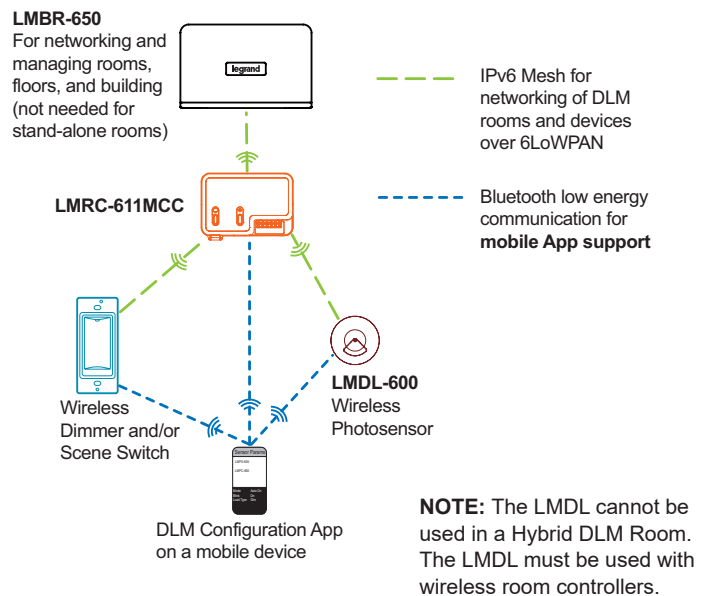 LMBR-650
For networking and
managing rooms,
floors, and building
(not needed for
stand-alone rooms)
legrand
IPv6 Mesh for
networking of DLM
rooms and devices
over 6LoWPAN
LMRC-611MCC
Bluetooth low energy
communication for
mobile App support
LMDL-600
Wireless
Photosensor
Wireless
Dimmer and/or
Scene Switch
Sensor Params
DLM Configuration App
on a mobile device
NOTE: The LMDL cannot be
used in a Hybrid DLM Room.
The LMDL must be used with
wireless room controllers.